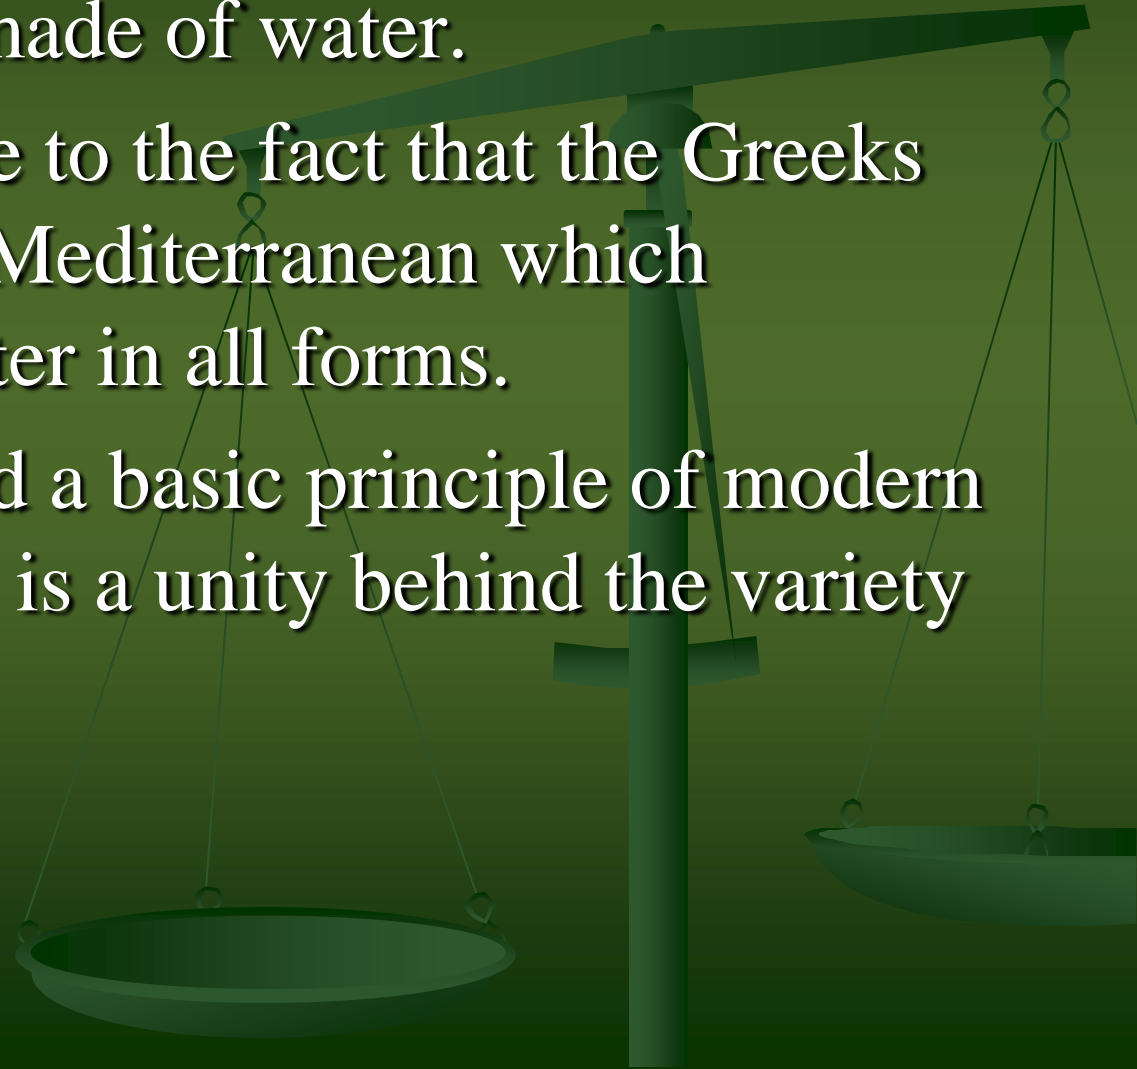 made of water.
e to the fact that the Greeks
Mediterranean which
ter in all forms.
d a basic principle of modern
is a unity behind the variety